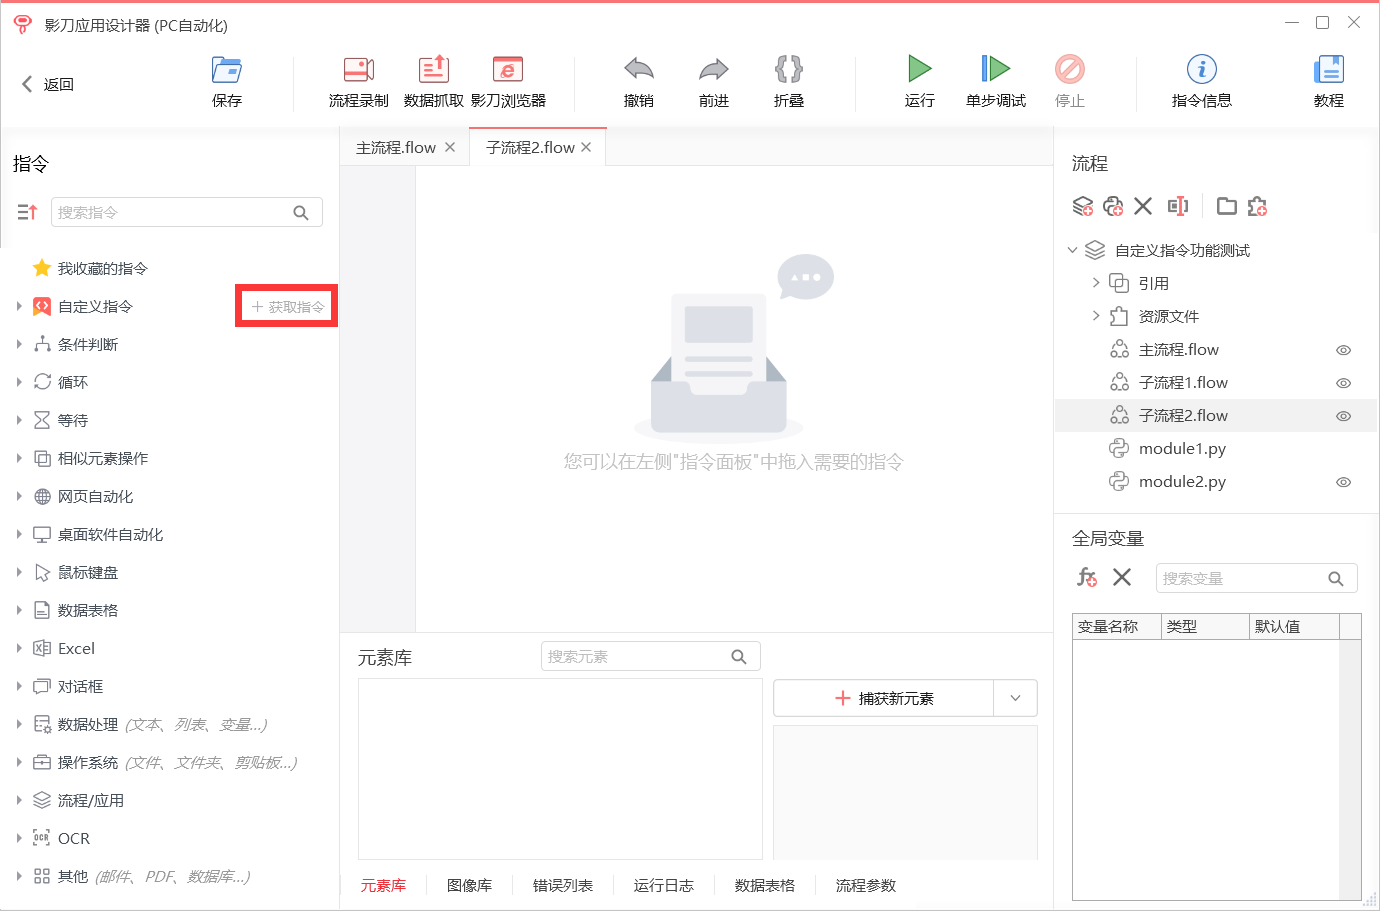 影刀应用设计器 (PC自动化)
返回
保存
流程录制
数据抓取
影刀浏览器
撤销
前进
折叠
运行
单步调试
停止
指令信息
教程
指令
搜索指令
我收藏的指令
自定义指令
获取指令
条件判断
循环
等待
相似元素操作
网页自动化
桌面软件自动化
鼠标键盘
数据表格
Excel
对话框
数据处理 (文本、列表、变量...)
操作系统 (文件、文件夹、剪贴板...)
流程/应用
OCR
其他 (邮件、PDF、数据库...)
主流程.flow
子流程2.flow
您可以在左侧"指令面板"中拖入需要的指令
元素库
搜索元素
捕获新元素
元素库
图像库
错误列表
运行日志
数据表格
流程参数
流程
自定义指令功能测试
引用
资源文件
主流程.flow
子流程1.flow
子流程2.flow
module1.py
module2.py
全局变量
搜索变量
变量名称
类型
默认值